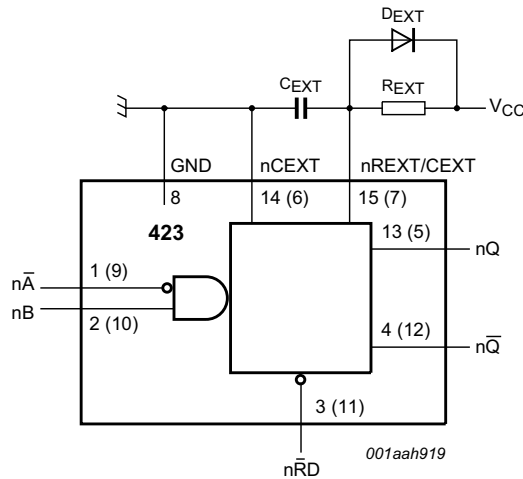 DEXT
CEXT
REXT
VCC
GND
nCEXT
nREXT/CEXT
8
14 (6)
15 (7)
423
13 (5)
nQ
nA̅
1 (9)
nB
2 (10)
4 (12)
nQ̅
3 (11)
001aah919
nR̅D